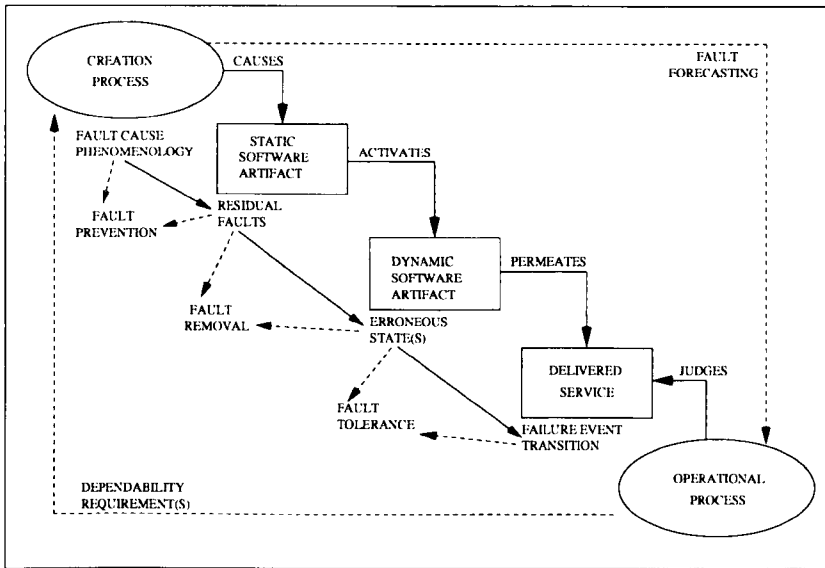 CREATION
PROCESS
CAUSES
FAULT
FORECASTING
FAULT CAUSE
PHENOMENOLOGY
STATIC
SOFTWARE
ARTIFACT
ACTIVATES
FAULT
PREVENTION
RESIDUAL
FAULTS
DYNAMIC
SOFTWARE
ARTIFACT
PERMEATES
FAULT
REMOVAL
ERRONEOUS
STATE(S)
DELIVERED
SERVICE
JUDGES
FAULT
TOLERANCE
FAILURE EVENT
TRANSITION
DEPENDABILITY
REQUIREMENT(S)
OPERATIONAL
PROCESS